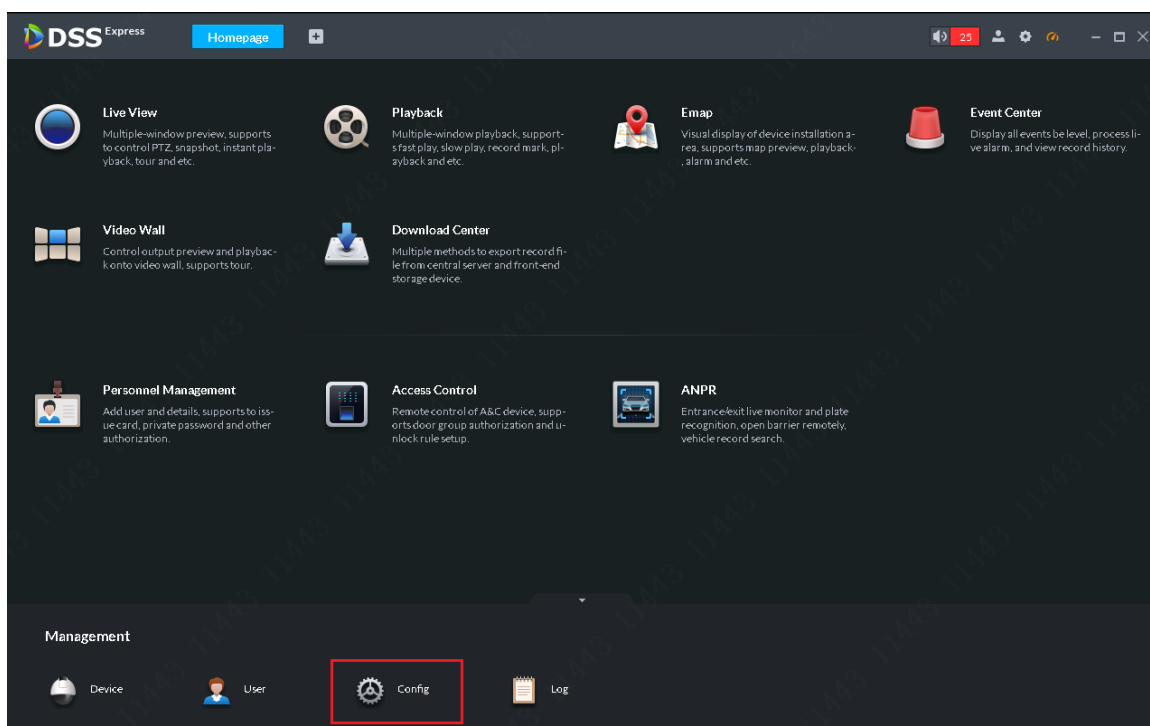 DSS Express
Homepage
25
Live View
Multiple-window preview, supports
to control PTZ, snapshot, instant pla-
yback, tour and etc.
Playback
Multiple-window playback, support-
s fast play, slow play, record mark, pl-
ayback and etc.
Emap
Visual display of device installation a-
rea, supports map preview, playback-
, alarm and etc.
Event Center
Display all events be level, process li-
ve alarm, and view record history.
Video Wall
Control output preview and playbac-
k onto video wall, supports tour.
Download Center
Multiple methods to export record fi-
le from central server and front-end
storage device.
Personnel Management
Add user and details, supports to iss-
ue card, private password and other
authorization.
Access Control
Remote control of A&C device, supp-
orts door group authorization and u-
nlock rule setup.
ANPR
Entrance/exit live monitor and plate
recognition, open barrier remotely,
vehicle record search.
Management
Device
User
Config
Log